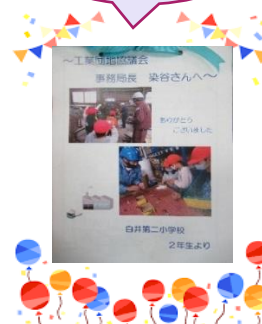 ～工業団地協議会
事務局長　染谷さんへ～
ありがとう
ございました
白井第二小学校
２年生より